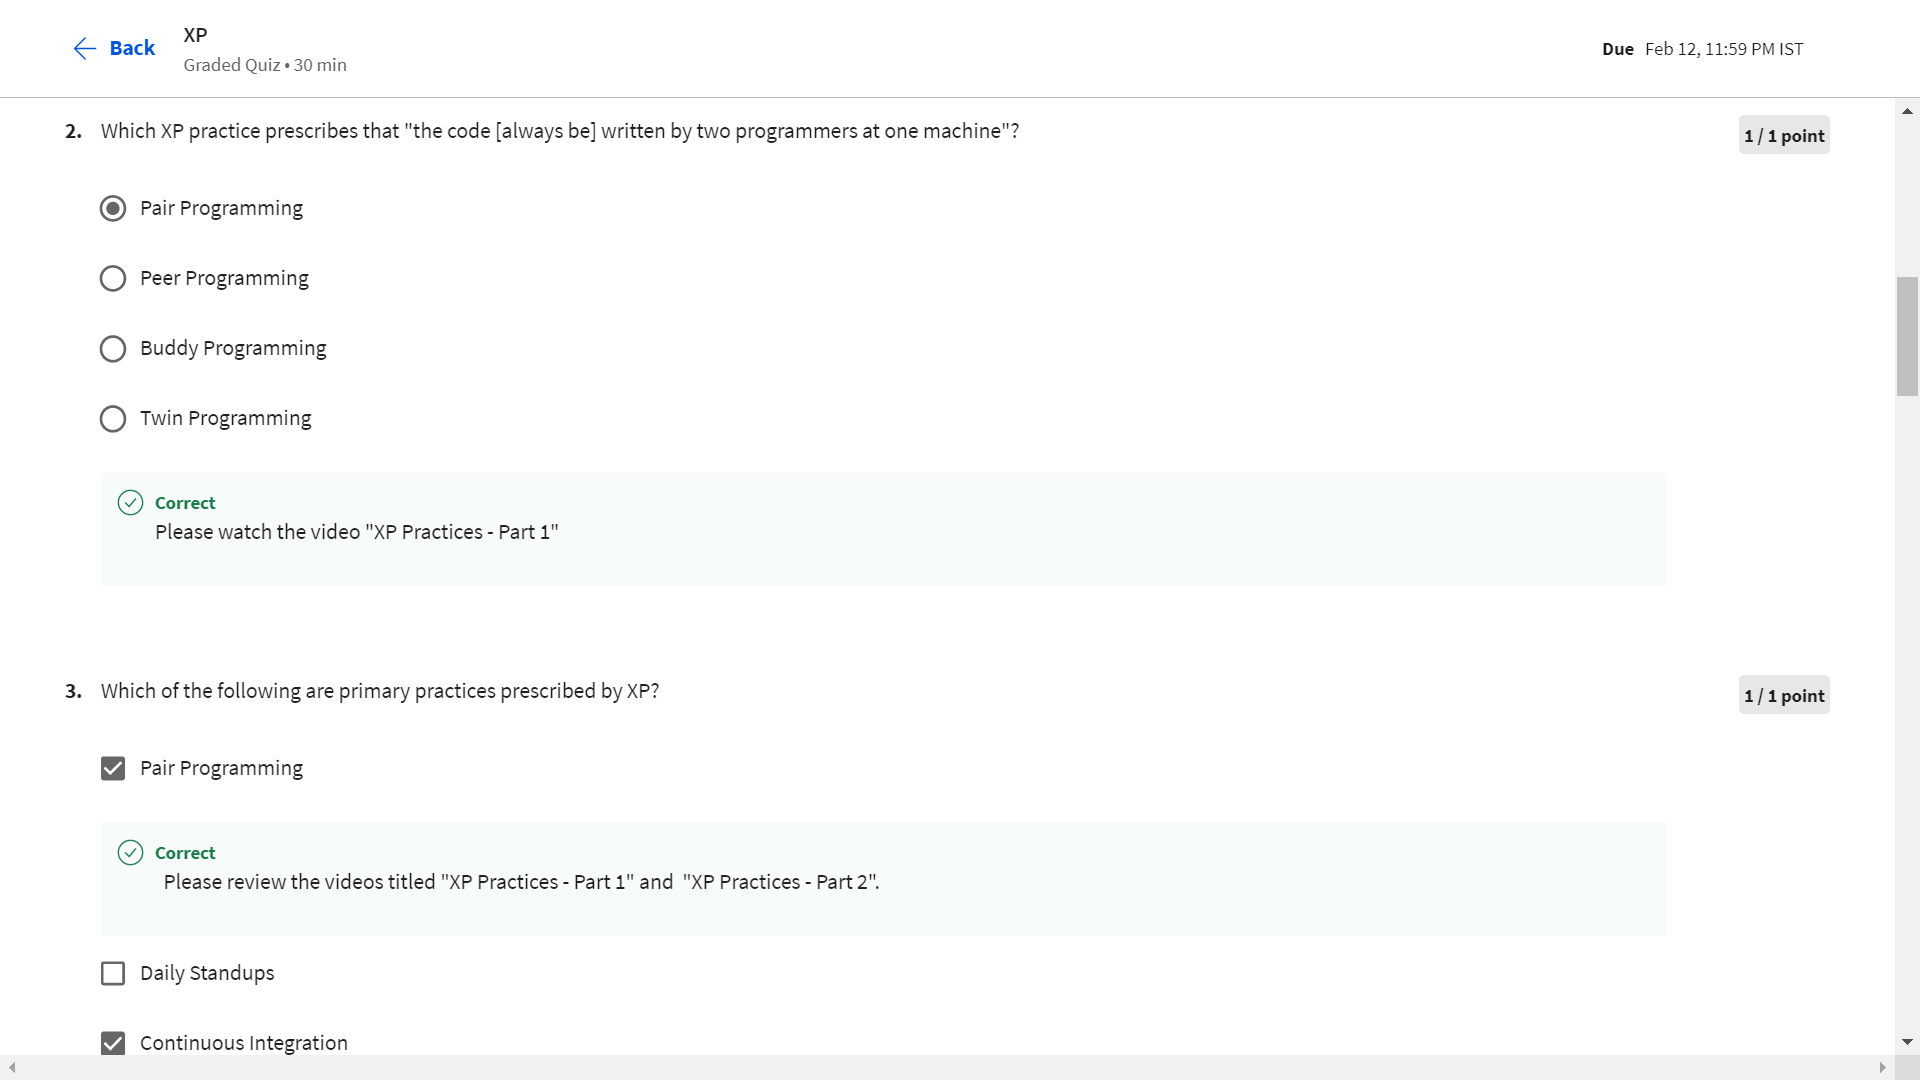 Back
XP
Graded Quiz • 30 min
Due Feb 12, 11:59 PM IST
2. Which XP practice prescribes that "the code [always be] written by two programmers at one machine"?
1 / 1 point
Pair Programming
Peer Programming
Buddy Programming
Twin Programming
Correct
Please watch the video "XP Practices - Part 1"
3. Which of the following are primary practices prescribed by XP?
1 / 1 point
Pair Programming
Correct
Please review the videos titled "XP Practices - Part 1" and "XP Practices - Part 2".
Daily Standups
Continuous Integration